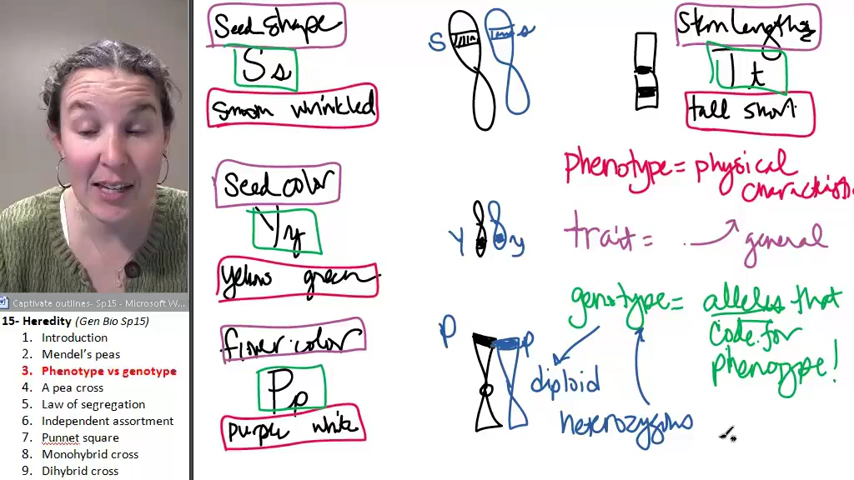 Seed shape
Ss
smooth wrinkled
Seed color
Yy
yellow green
flower color
Pp
purple white
S s
Y y
P p
Stem length
Tt
tall short
phenotype = physical
characteristi
trait = general
genotype = alleles that
code for
phenotype!
diploid
heterozygous
Captivate outlines- Sp15 - Microsoft W...
15- Heredity (Gen Bio Sp15)
1. Introduction
2. Mendel's peas
3. Phenotype vs genotype
4. A pea cross
5. Law of segregation
6. Independent assortment
7. Punnet square
8. Monohybrid cross
9. Dihybrid cross